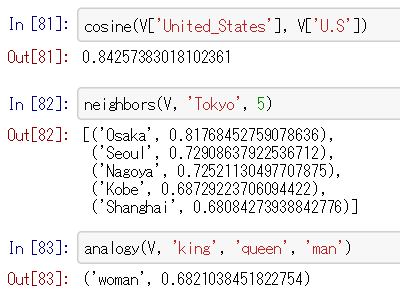 In [81]: cosine(V['United_States'], V['U.S'])
Out[81]: 0.84257383018102361
In [82]: neighbors(V, 'Tokyo', 5)
Out[82]: [('Osaka', 0.81768452759078636),
('Seoul', 0.72908637922536712),
('Nagoya', 0.72521130497707875),
('Kobe', 0.68729223706094422),
('Shanghai', 0.68084273938842776)]
In [83]: analogy(V, 'king', 'queen', 'man')
Out[83]: ('woman', 0.6821038451822754)